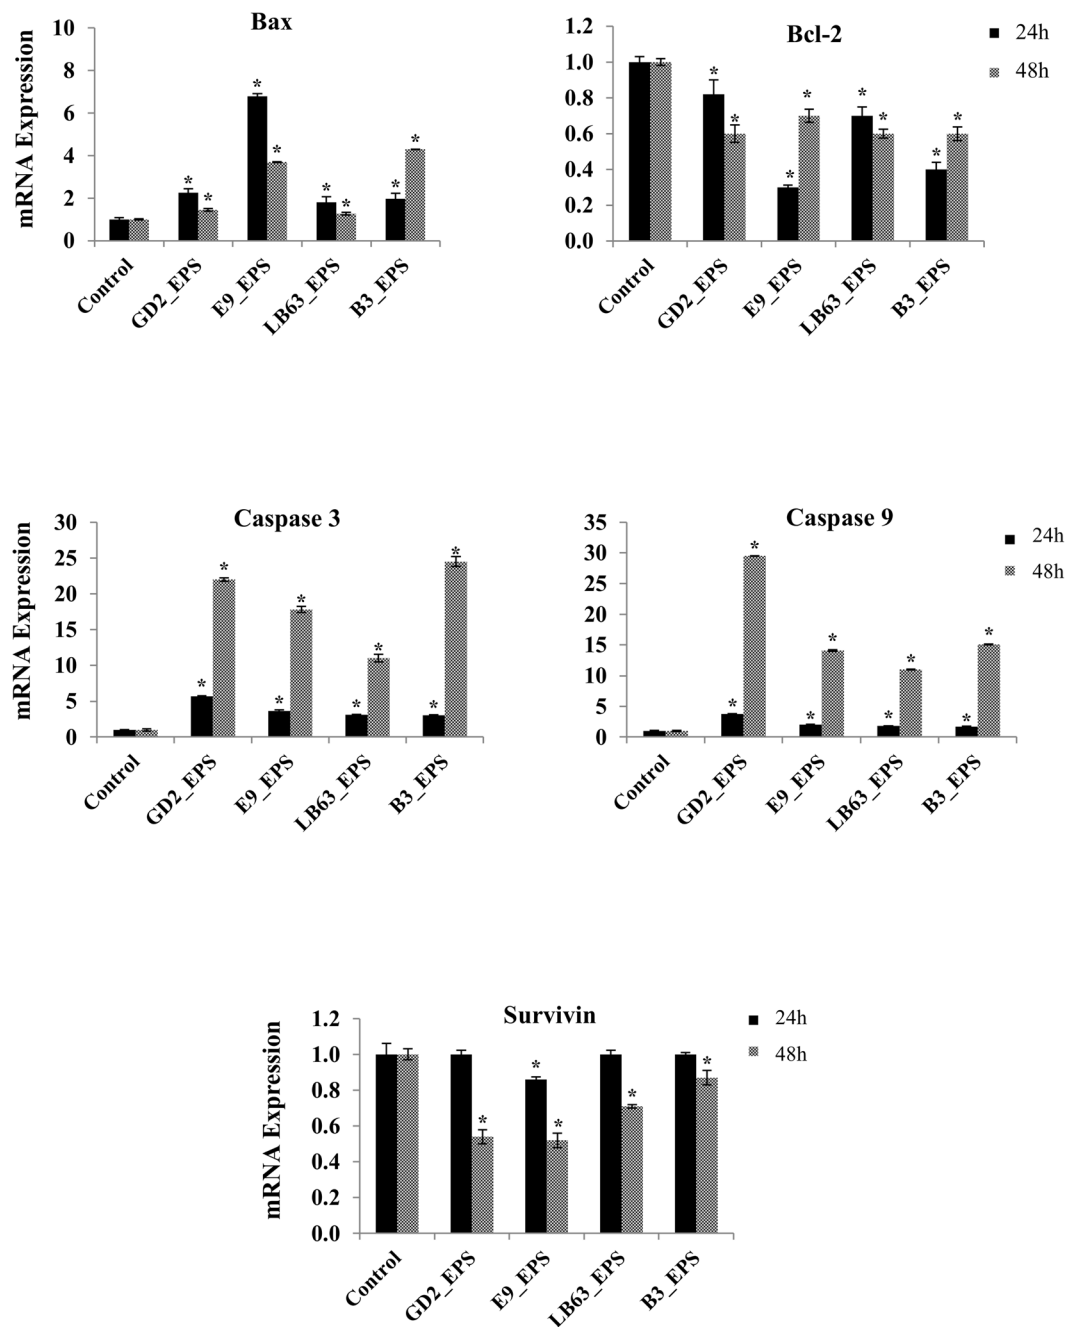 Bax
mRNA Expression
10
8
6
4
2
0
* * * * * * * *
Control GD2_EPS E9_EPS LB63_EPS B3_EPS
Bcl-2
1.2
1.0
0.8
0.6
0.4
0.2
0.0
* * * * * * * *
Control GD2_EPS E9_EPS LB63_EPS B3_EPS
24h
48h
Caspase 3
mRNA Expression
30
25
20
15
10
5
0
* * * * * * * *
Control GD2_EPS E9_EPS LB63_EPS B3_EPS
Caspase 9
35
30
25
20
15
10
5
0
* * * * * * * *
Control GD2_EPS E9_EPS LB63_EPS B3_EPS
24h
48h
Survivin
mRNA Expression
1.2
1.0
0.8
0.6
0.4
0.2
0.0
* * * * *
Control GD2_EPS E9_EPS LB63_EPS B3_EPS
24h
48h